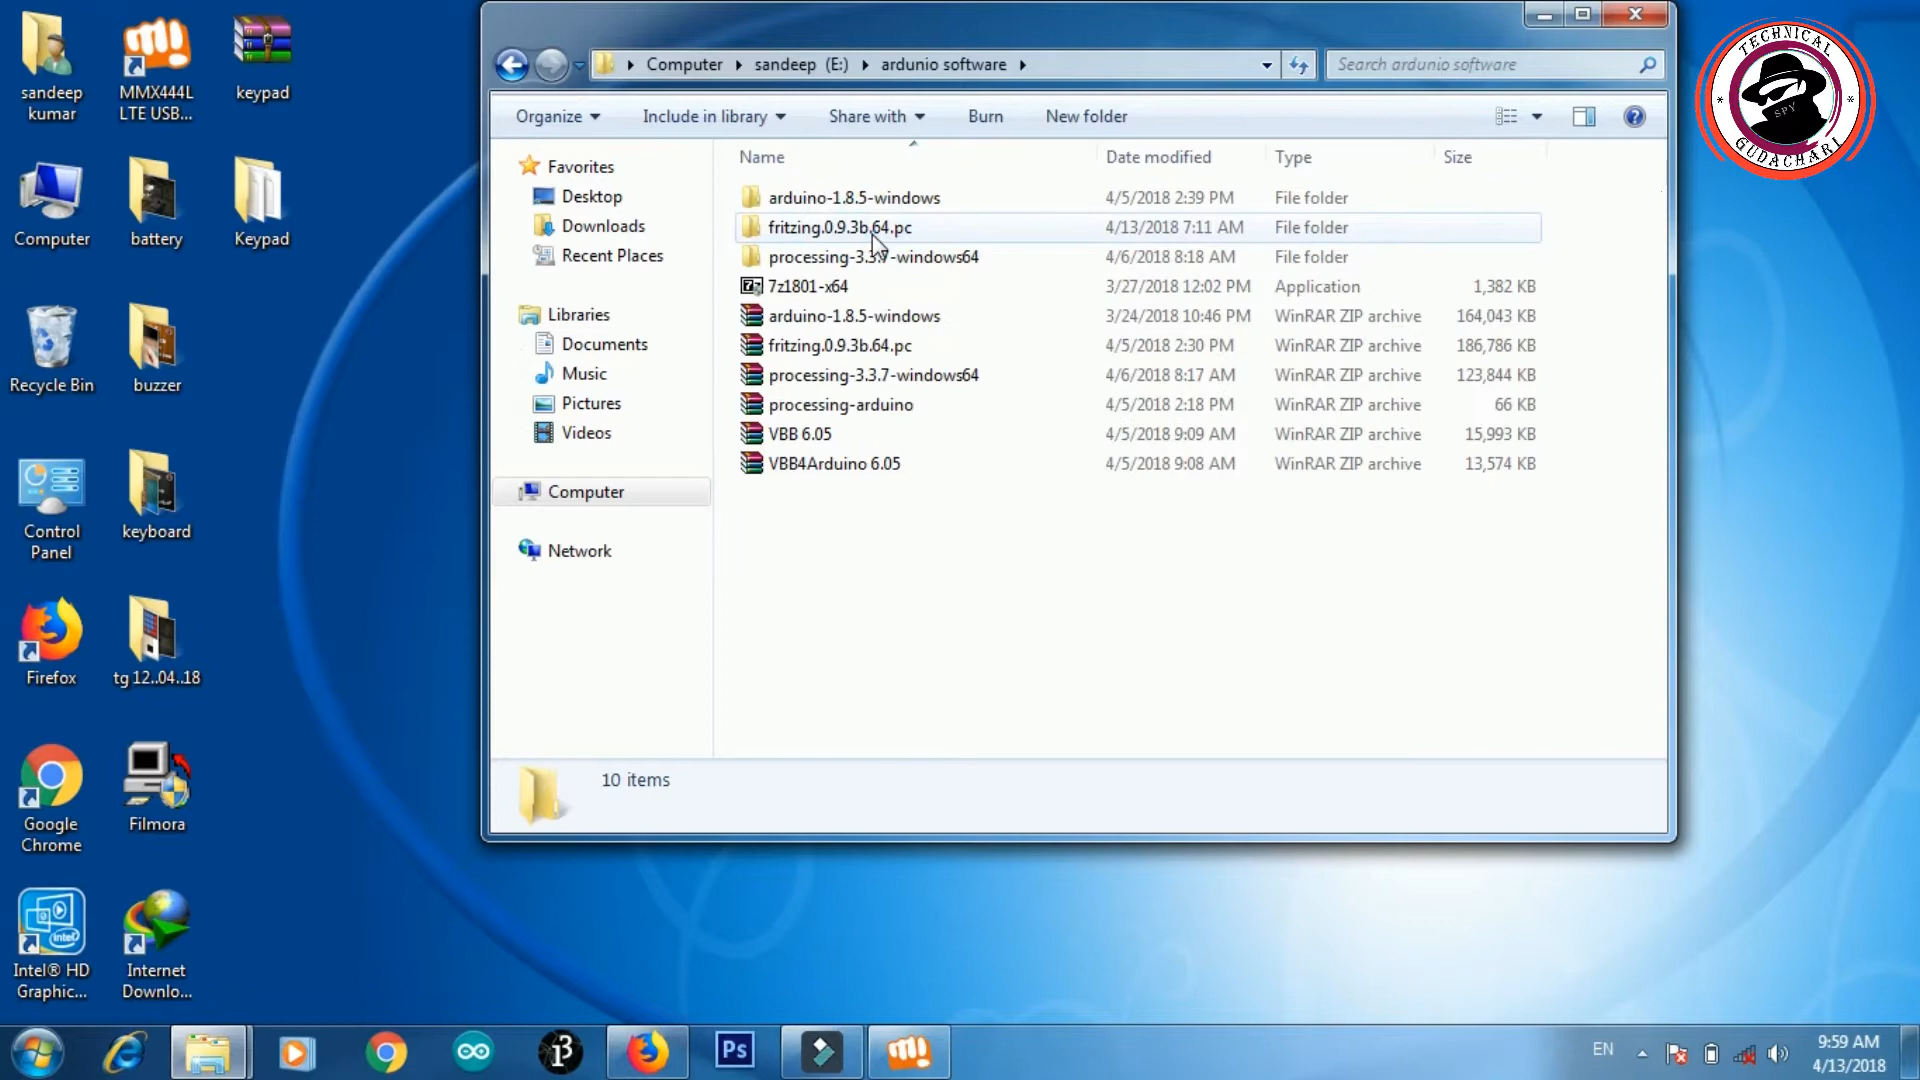 sandeep
kumar
MMX444L
LTE USB...
keypad
Computer
battery
Keypad
Recycle Bin
buzzer
Control
Panel
keyboard
Firefox
tg 12..04..18
Google
Chrome
Filmora
Intel® HD
Graphic...
Internet
Downlo...
Computer
sandeep (E:)
ardunio software
Search ardunio software
Organize
Include in library
Share with
Burn
New folder
Favorites
Desktop
Downloads
Recent Places
Libraries
Documents
Music
Pictures
Videos
Computer
Network
Name Date modified Type Size
arduino-1.8.5-windows 4/5/2018 2:39 PM File folder
fritzing.0.9.3b.64.pc 4/13/2018 7:11 AM File folder
processing-3.3.7-windows64 4/6/2018 8:18 AM File folder
7z1801-x64 3/27/2018 12:02 PM Application 1,382 KB
arduino-1.8.5-windows 3/24/2018 10:46 PM WinRAR ZIP archive 164,043 KB
fritzing.0.9.3b.64.pc 4/5/2018 2:30 PM WinRAR ZIP archive 186,786 KB
processing-3.3.7-windows64 4/6/2018 8:17 AM WinRAR ZIP archive 123,844 KB
processing-arduino 4/5/2018 2:18 PM WinRAR ZIP archive 66 KB
VBB 6.05 4/5/2018 9:09 AM WinRAR ZIP archive 15,993 KB
VBB4Arduino 6.05 4/5/2018 9:08 AM WinRAR ZIP archive 13,574 KB
10 items
TECHNICAL
SPY
GUDACHARI
Ps
EN
9:59 AM
4/13/2018